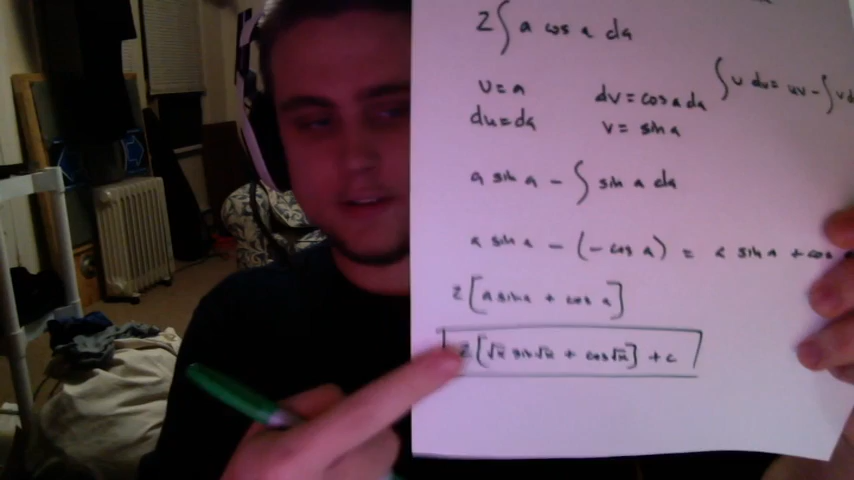 2∫ a cos a da
u = a dv = cos a da ∫u dv = uv - ∫v d
du = da v = sin a
a sin a - ∫ sin a da
a sin a - (- cos a) = a sin a + cos a
2[a sin a + cos a]
2[√x sin√x + cos√x] + c